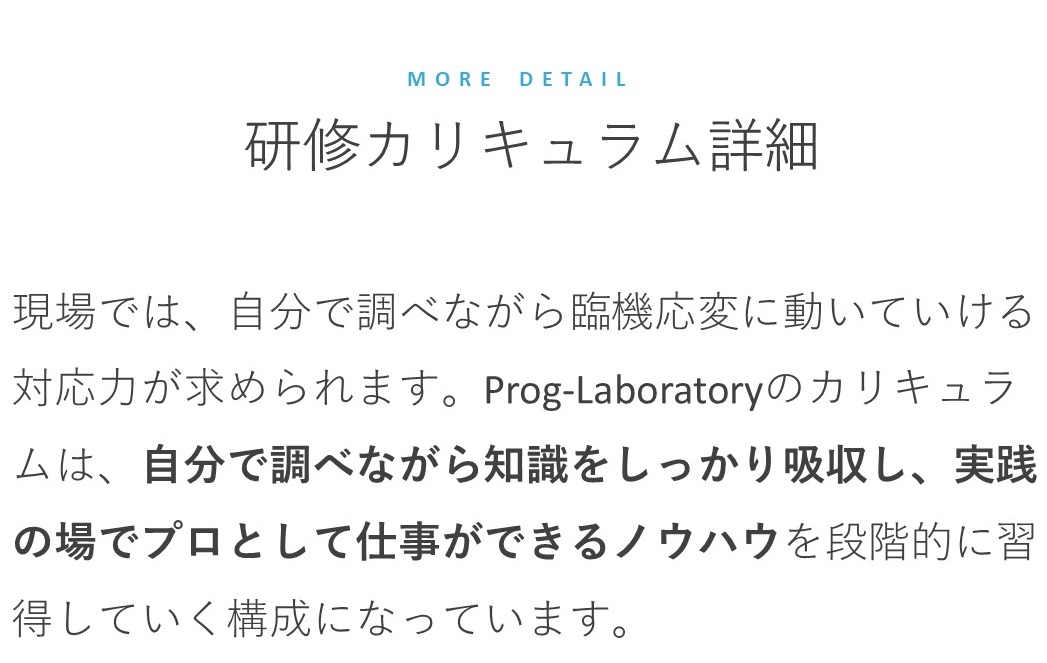 MORE DETAIL
研修カリキュラム詳細
現場では、自分で調べながら臨機応変に動いていける
対応力が求められます。Prog-Laboratoryのカリキュラ
ムは、自分で調べながら知識をしっかり吸収し、実践
の場でプロとして仕事ができるノウハウを段階的に習
得していく構成になっています。